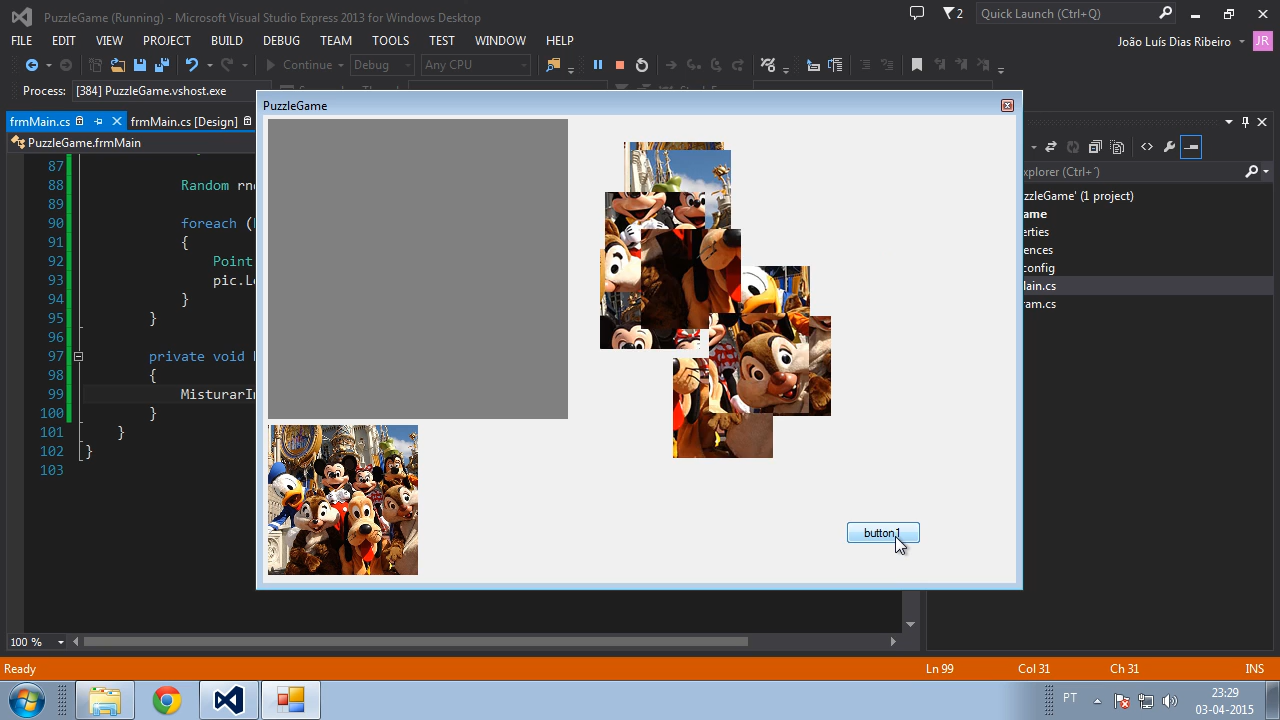 PuzzleGame (Running) - Microsoft Visual Studio Express 2013 for Windows Desktop
2
Quick Launch (Ctrl+Q)
FILE EDIT VIEW PROJECT BUILD DEBUG TEAM TOOLS TEST WINDOW HELP
João Luís Dias Ribeiro JR
Continue Debug Any CPU
Process: [384] PuzzleGame.vshost.exe
frmMain.cs frmMain.cs [Design]
PuzzleGame.frmMain
PuzzleGame
87
88 Random rn
89
90 foreach (
91 {
92 Point
93 pic.L
94 }
95 }
96
97 private void
98 {
99 MisturarI
100 }
101 }
102 }
103
button1
xplorer (Ctrl+´)
zzleGame' (1 project)
ame
erties
ences
config
ain.cs
ram.cs
100 %
Ready Ln 99 Col 31 Ch 31 INS
PT
23:29
03-04-2015